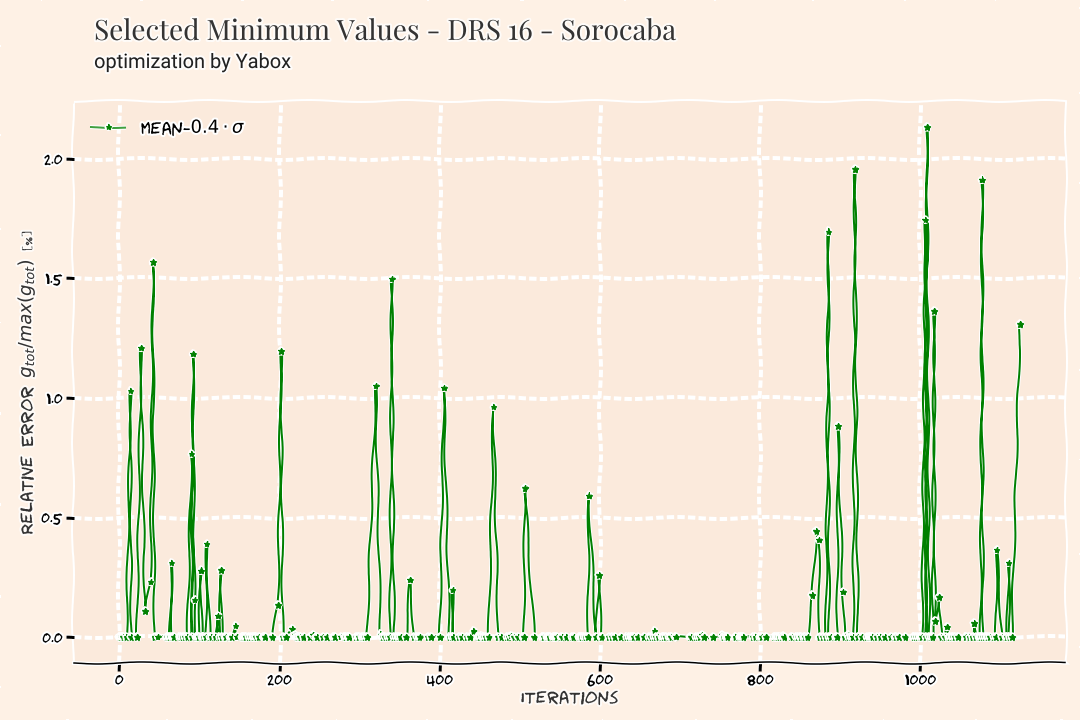 Selected Minimum Values - DRS 16 - Sorocaba
optimization by Yabox
MEAN-0.4 · σ
2.0
1.5
1.0
0.5
0.0
RELATIVE ERROR g_tot/max(g_tot) [%]
0 200 400 600 800 1000
ITERATIONS